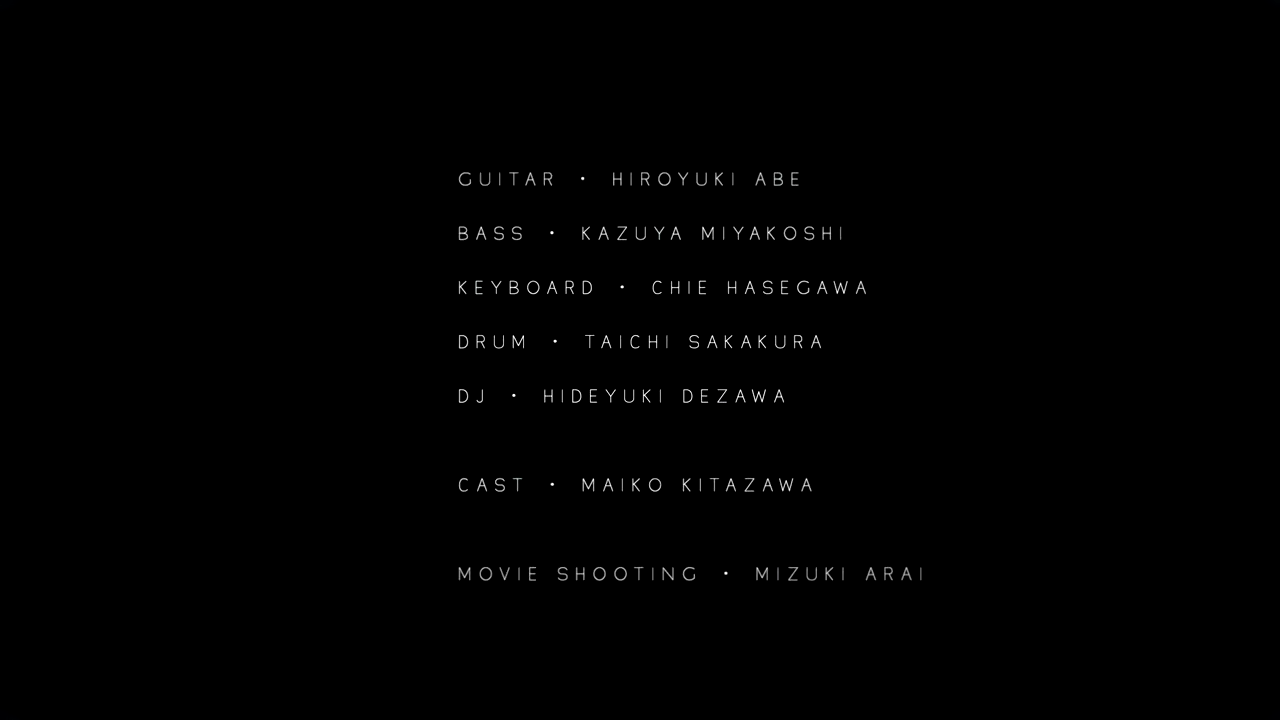 GUITAR • HIROYUKI ABE
BASS • KAZUYA MIYAKOSHI
KEYBOARD • CHIE HASEGAWA
DRUM • TAICHI SAKAKURA
DJ • HIDEYUKI DEZAWA
CAST • MAIKO KITAZAWA
MOVIE SHOOTING • MIZUKI ARAI